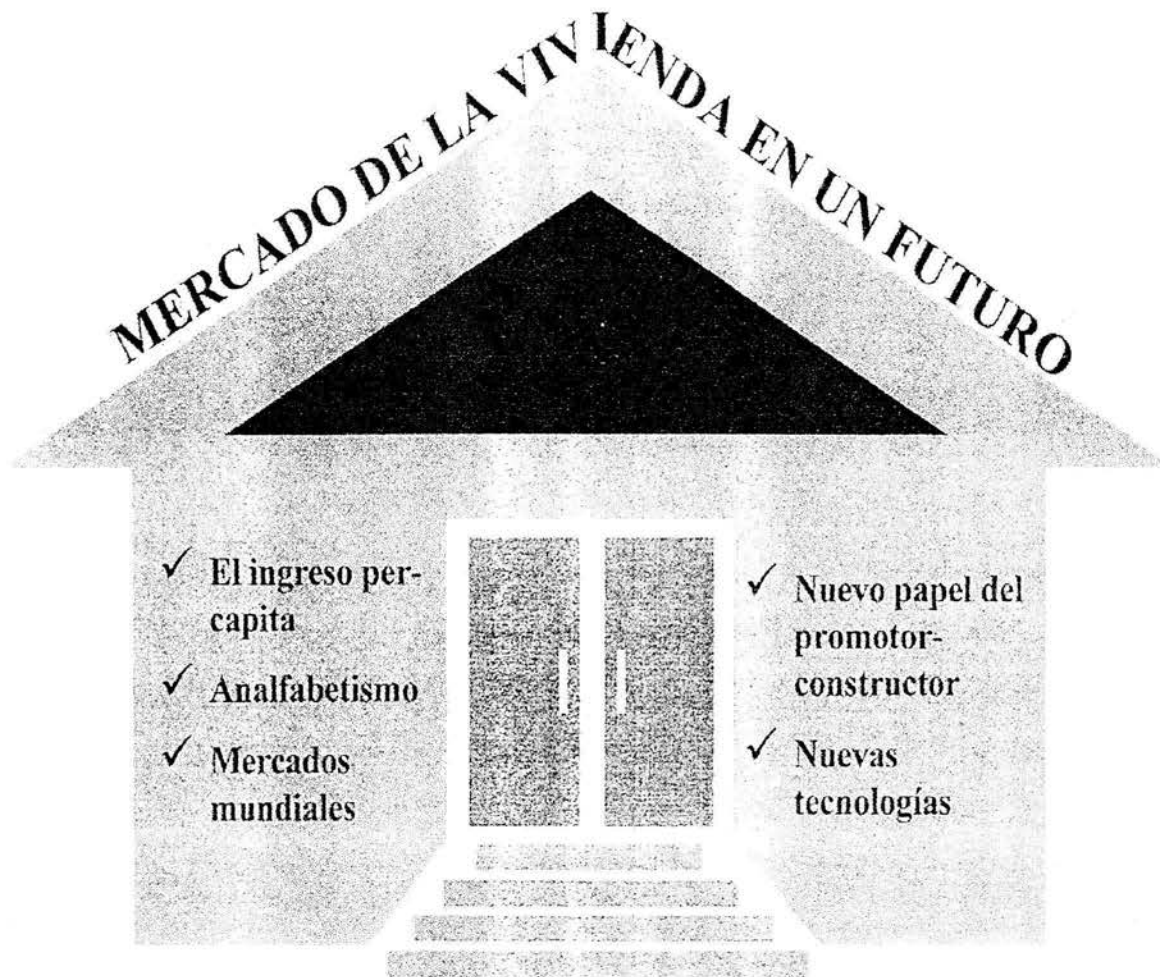 MERCADO DE LA VIVIENDA EN UN FUTURO
✓ El ingreso per-
capita
✓ Analfabetismo
✓ Mercados
mundiales
✓ Nuevo papel del
promotor-
constructor
✓ Nuevas
tecnologías